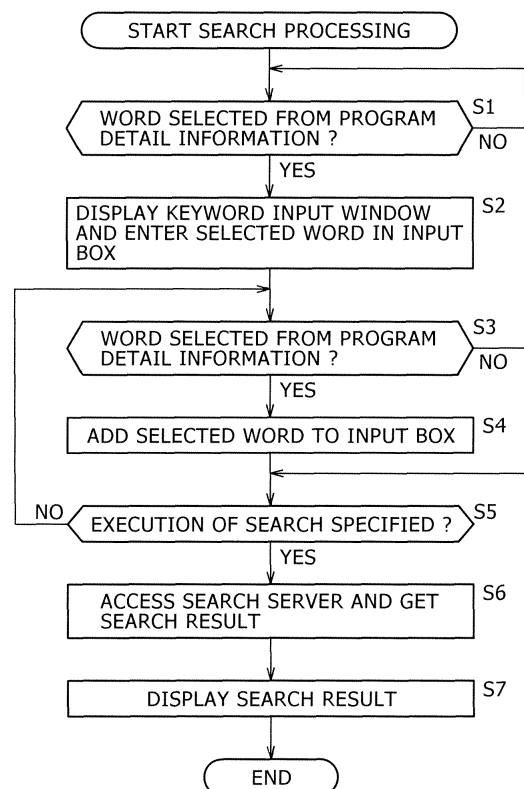 START SEARCH PROCESSING
S1
WORD SELECTED FROM PROGRAM
DETAIL INFORMATION ?
NO
YES
S2
DISPLAY KEYWORD INPUT WINDOW
AND ENTER SELECTED WORD IN INPUT
BOX
S3
WORD SELECTED FROM PROGRAM
DETAIL INFORMATION ?
NO
YES
S4
ADD SELECTED WORD TO INPUT BOX
NO
S5
EXECUTION OF SEARCH SPECIFIED ?
YES
S6
ACCESS SEARCH SERVER AND GET
SEARCH RESULT
S7
DISPLAY SEARCH RESULT
END